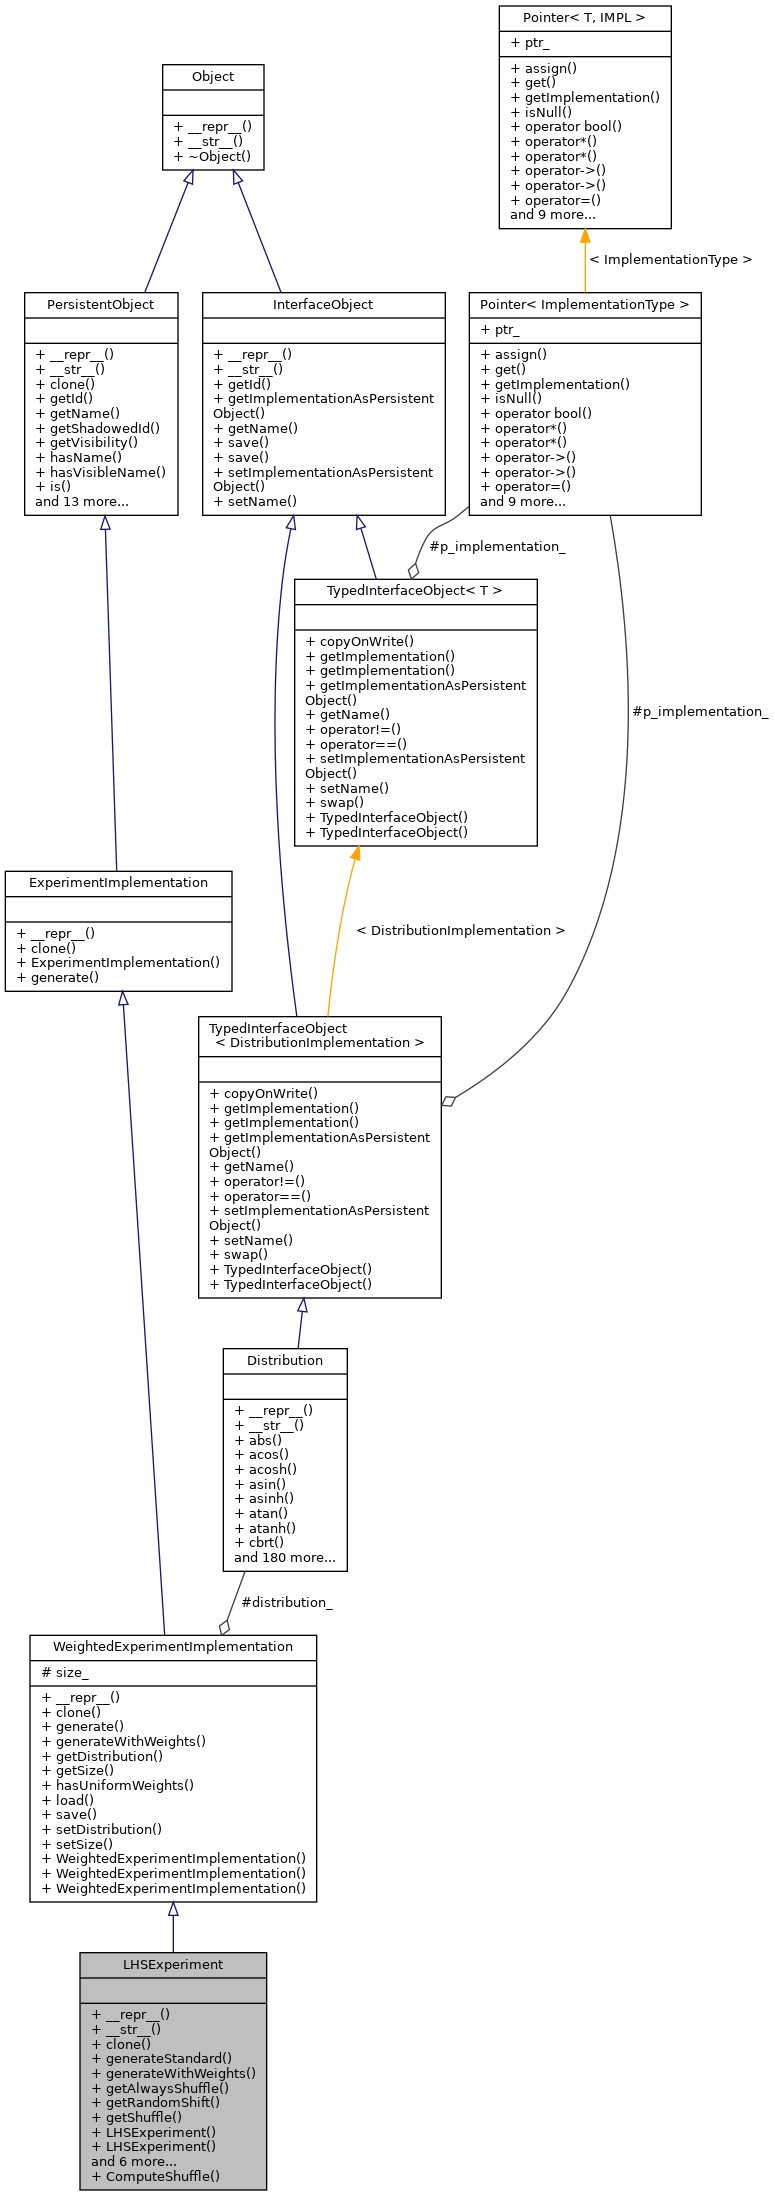 Pointer< T, IMPL >
+ ptr_
+ assign()
+ get()
+ getImplementation()
+ isNull()
+ operator bool()
+ operator*()
+ operator*()
+ operator->()
+ operator->()
+ operator=()
and 9 more...
Object
+ __repr__()
+ __str__()
+ ~Object()
< ImplementationType >
PersistentObject
+ __repr__()
+ __str__()
+ clone()
+ getId()
+ getName()
+ getShadowedId()
+ getVisibility()
+ hasName()
+ hasVisibleName()
+ is()
and 13 more...
InterfaceObject
+ __repr__()
+ __str__()
+ getId()
+ getImplementationAsPersistent
Object()
+ getName()
+ save()
+ save()
+ setImplementationAsPersistent
Object()
+ setName()
Pointer< ImplementationType >
+ ptr_
+ assign()
+ get()
+ getImplementation()
+ isNull()
+ operator bool()
+ operator*()
+ operator*()
+ operator->()
+ operator->()
+ operator=()
and 9 more...
#p_implementation_
TypedInterfaceObject< T >
+ copyOnWrite()
+ getImplementation()
+ getImplementation()
+ getImplementationAsPersistent
Object()
+ getName()
+ operator!=()
+ operator==()
+ setImplementationAsPersistent
Object()
+ setName()
+ swap()
+ TypedInterfaceObject()
+ TypedInterfaceObject()
#p_implementation_
ExperimentImplementation
+ __repr__()
+ clone()
+ ExperimentImplementation()
+ generate()
< DistributionImplementation >
TypedInterfaceObject
< DistributionImplementation >
+ copyOnWrite()
+ getImplementation()
+ getImplementation()
+ getImplementationAsPersistent
Object()
+ getName()
+ operator!=()
+ operator==()
+ setImplementationAsPersistent
Object()
+ setName()
+ swap()
+ TypedInterfaceObject()
+ TypedInterfaceObject()
Distribution
+ __repr__()
+ __str__()
+ abs()
+ acos()
+ acosh()
+ asin()
+ asinh()
+ atan()
+ atanh()
+ cbrt()
and 180 more...
#distribution_
WeightedExperimentImplementation
# size_
+ __repr__()
+ clone()
+ generate()
+ generateWithWeights()
+ getDistribution()
+ getSize()
+ hasUniformWeights()
+ load()
+ save()
+ setDistribution()
+ setSize()
+ WeightedExperimentImplementation()
+ WeightedExperimentImplementation()
+ WeightedExperimentImplementation()
LHSExperiment
+ __repr__()
+ __str__()
+ clone()
+ generateStandard()
+ generateWithWeights()
+ getAlwaysShuffle()
+ getRandomShift()
+ getShuffle()
+ LHSExperiment()
+ LHSExperiment()
and 6 more...
+ ComputeShuffle()